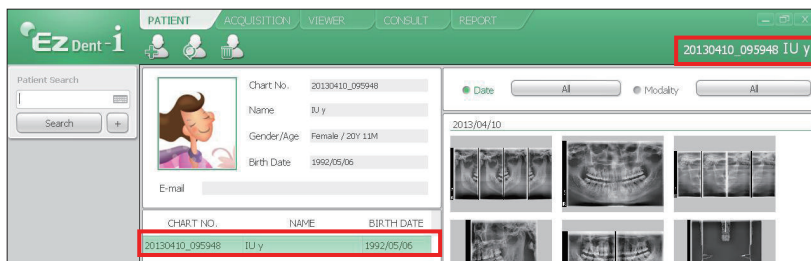 PATIENT ACQUISITION VIEWER CONSULT REPORT
Ez Dent-i
20130410_095948 IU y
Patient Search
Search +
Chart No. 20130410_095948
Name IU y
Gender/Age Female / 20Y 11M
Birth Date 1992/05/06
E-mail
CHART NO. NAME BIRTH DATE
20130410_095948 IU y 1992/05/06
Date All Modality All
2013/04/10